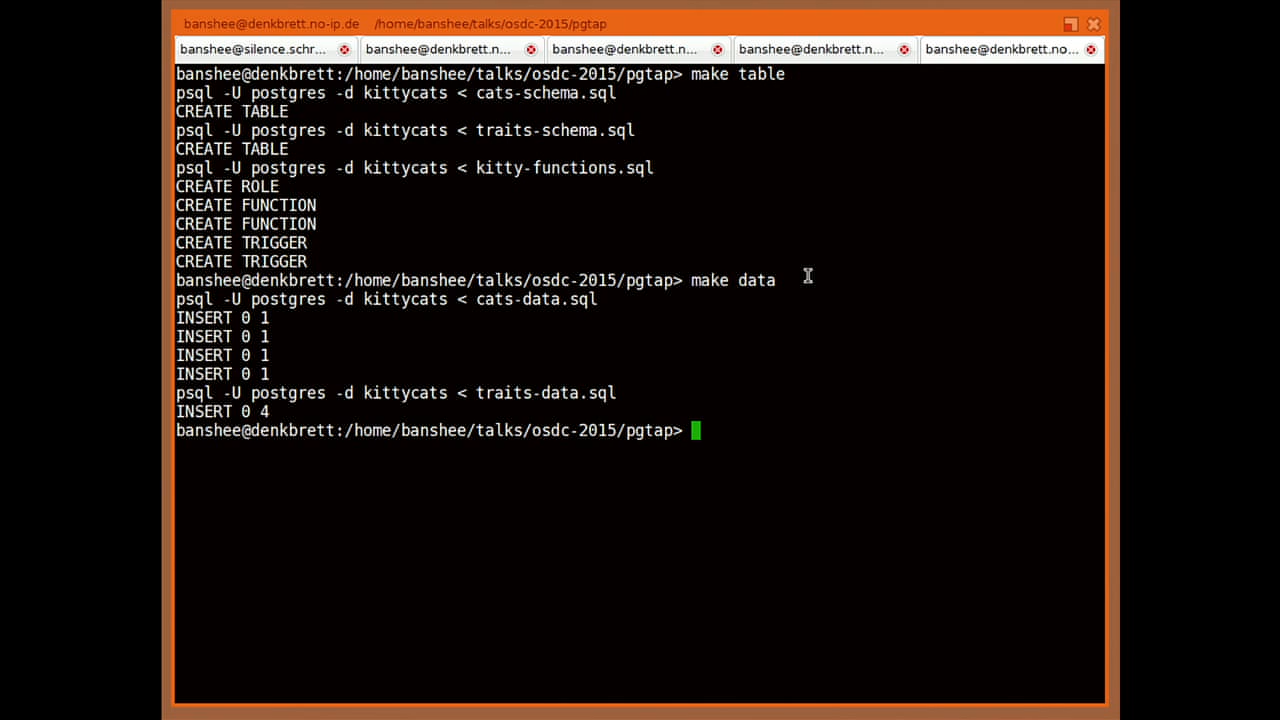 banshee@denkbrett.no-ip.de /home/banshee/talks/osdc-2015/pgtap
banshee@silence.schr... banshee@denkbrett.n... banshee@denkbrett.n... banshee@denkbrett.n... banshee@denkbrett.no...
banshee@denkbrett:/home/banshee/talks/osdc-2015/pgtap> make table
psql -U postgres -d kittycats < cats-schema.sql
CREATE TABLE
psql -U postgres -d kittycats < traits-schema.sql
CREATE TABLE
psql -U postgres -d kittycats < kitty-functions.sql
CREATE ROLE
CREATE FUNCTION
CREATE FUNCTION
CREATE TRIGGER
CREATE TRIGGER
banshee@denkbrett:/home/banshee/talks/osdc-2015/pgtap> make data
psql -U postgres -d kittycats < cats-data.sql
INSERT 0 1
INSERT 0 1
INSERT 0 1
INSERT 0 1
psql -U postgres -d kittycats < traits-data.sql
INSERT 0 4
banshee@denkbrett:/home/banshee/talks/osdc-2015/pgtap>